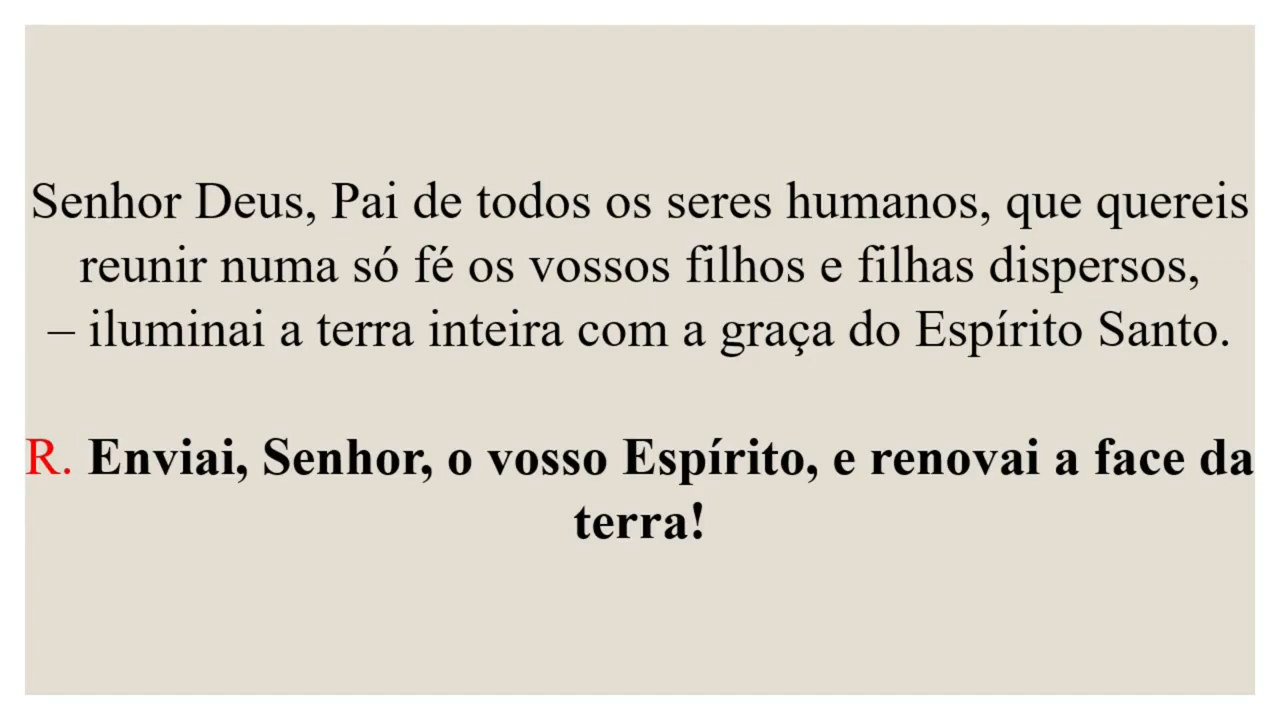 Senhor Deus, Pai de todos os seres humanos, que quereis
reunir numa só fé os vossos filhos e filhas dispersos,
– iluminai a terra inteira com a graça do Espírito Santo.
R. Enviai, Senhor, o vosso Espírito, e renovai a face da
terra!